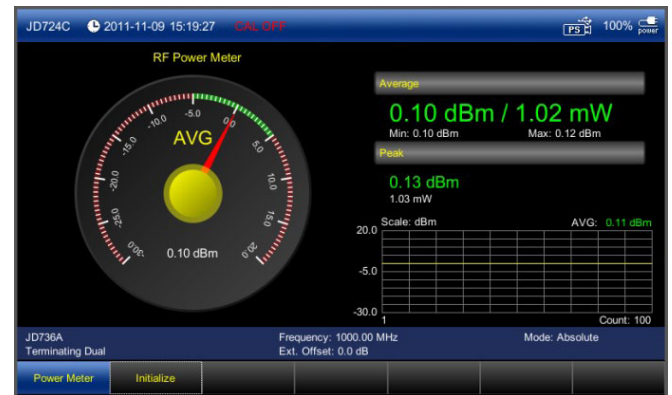 JD724C 2011-11-09 15:19:27 CAL OFF PS 100% power
RF Power Meter
-30.0 -25.0 -20.0 -15.0 -10.0 -5.0 0.0 5.0 10.0 15.0 20.0
AVG
0.10 dBm
Average
0.10 dBm / 1.02 mW
Min: 0.10 dBm Max: 0.12 dBm
Peak
0.13 dBm
1.03 mW
Scale: dBm AVG: 0.11 dBm
20.0
-5.0
-30.0
1 Count: 100
JD736A Frequency: 1000.00 MHz Mode: Absolute
Terminating Dual Ext. Offset: 0.0 dB
Power Meter Initialize